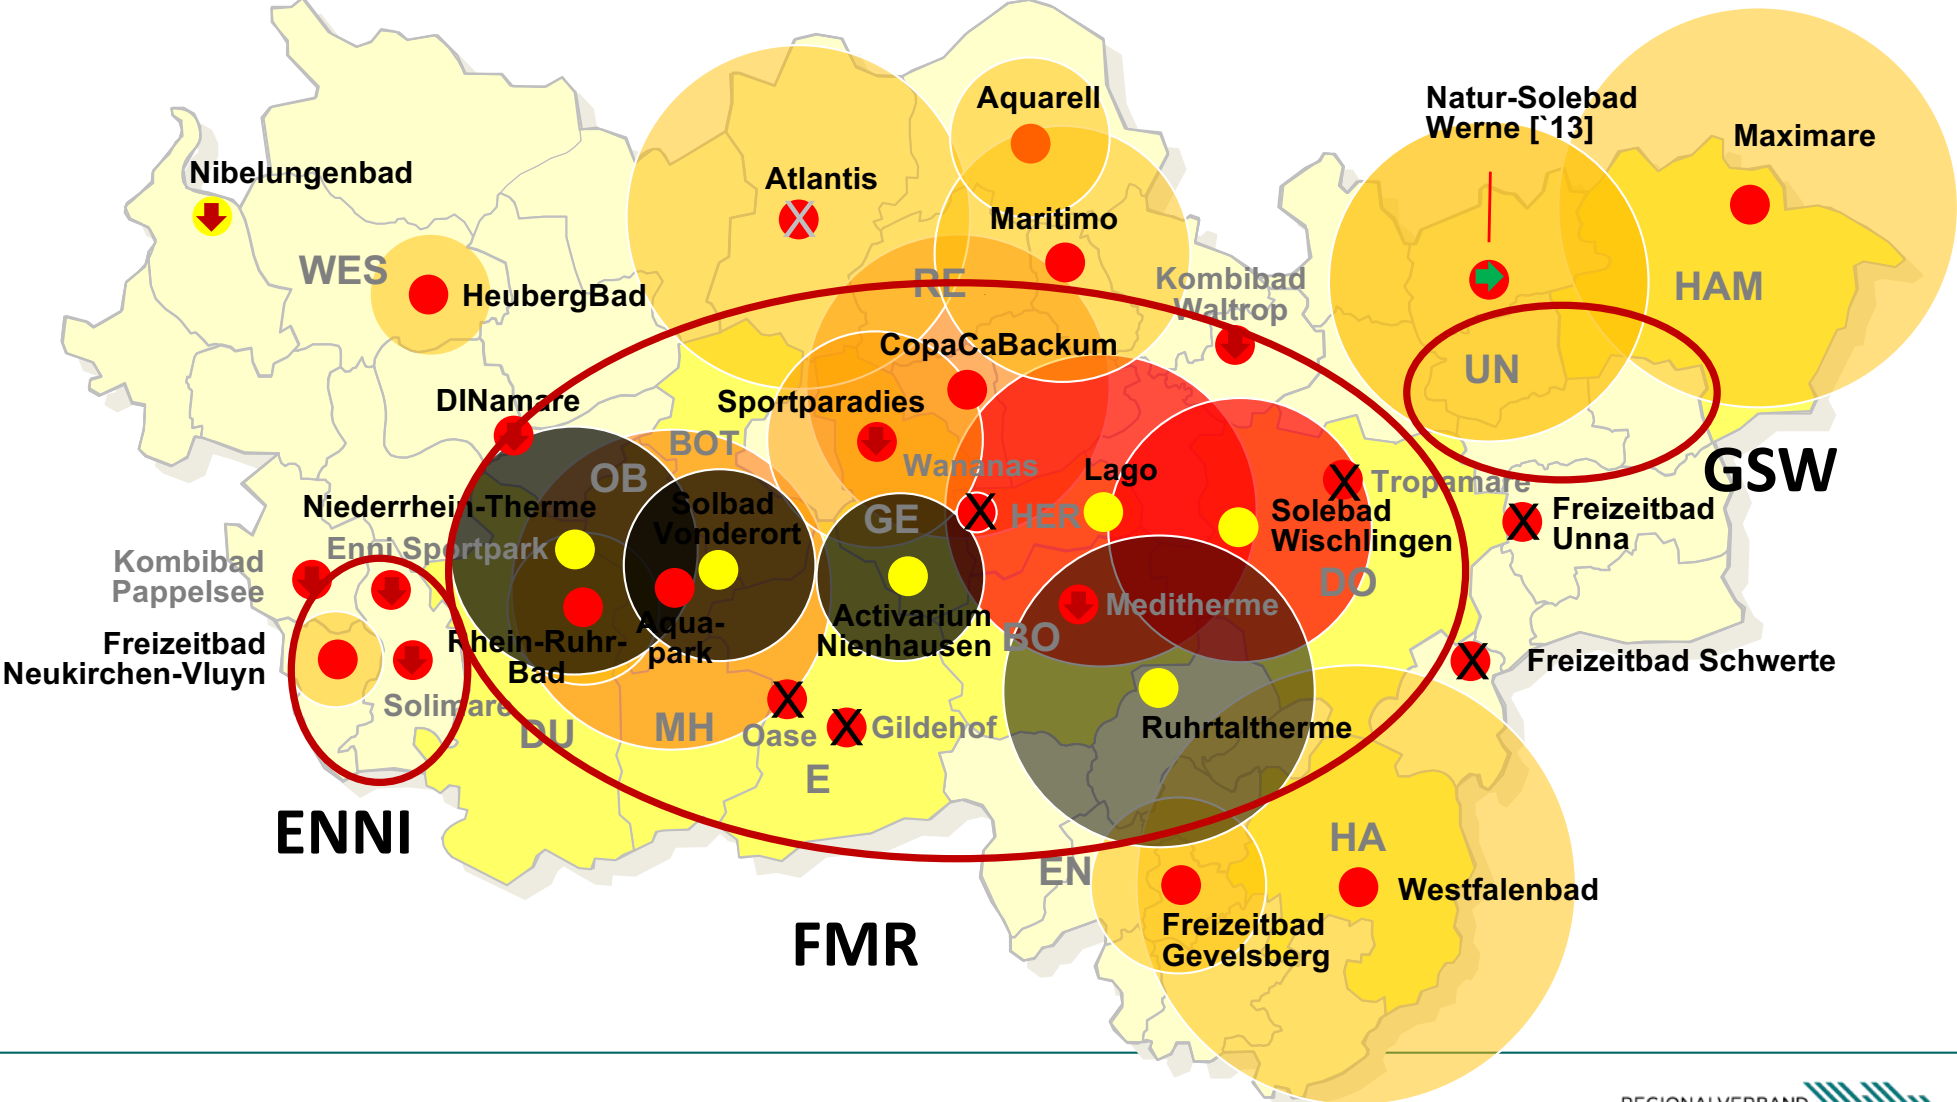 Aquarell
Natur-Solebad
Werne [`13]
Maximare
Nibelungenbad
Atlantis
X
Maritimo
WES
HeubergBad
RE
Kombibad
Waltrop
HAM
CopaCaBackum
UN
DINamare
Sportparadies
BOT
OB
Wananas
Lago
X
Tropamare
GSW
Niederrhein-Therme
Solbad
Vonderort
GE
X
HER
Solebad
Wischlingen
X
Freizeitbad
Unna
Kombibad
Pappelsee
Enni Sportpark
DO
Activarium
Nienhausen
Meditherme
BO
Freizeitbad
Neukirchen-Vluyn
Rhein-Ruhr-
Bad
Aqua-
park
X
Freizeitbad Schwerte
Solimare
DU
MH
X
Oase
X
Gildehof
Ruhrtaltherme
E
ENNI
HA
EN
Westfalenbad
FMR
Freizeitbad
Gevelsberg
REGIONALVERBAND